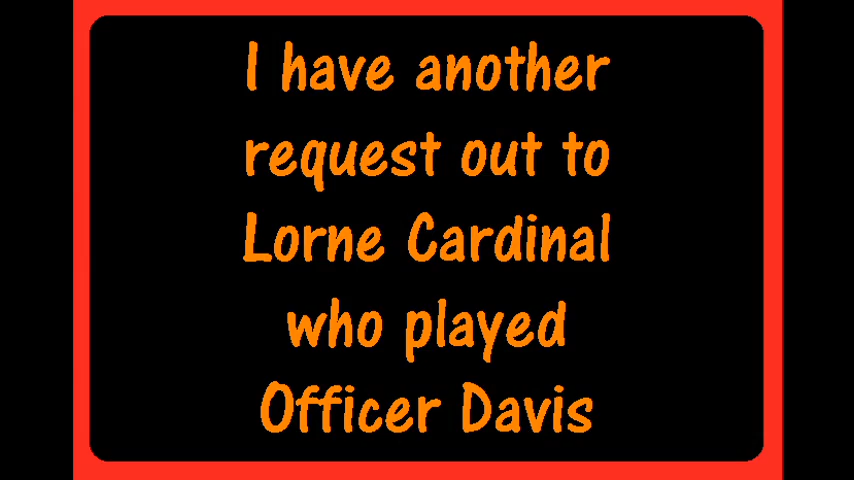 I have another
request out to
Lorne Cardinal
who played
Officer Davis